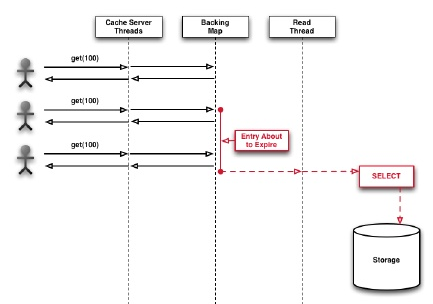 Cache Server
Threads
Backing
Map
Read
Thread
get(100)
get(100)
Entry About
to Expire
get(100)
SELECT
Storage